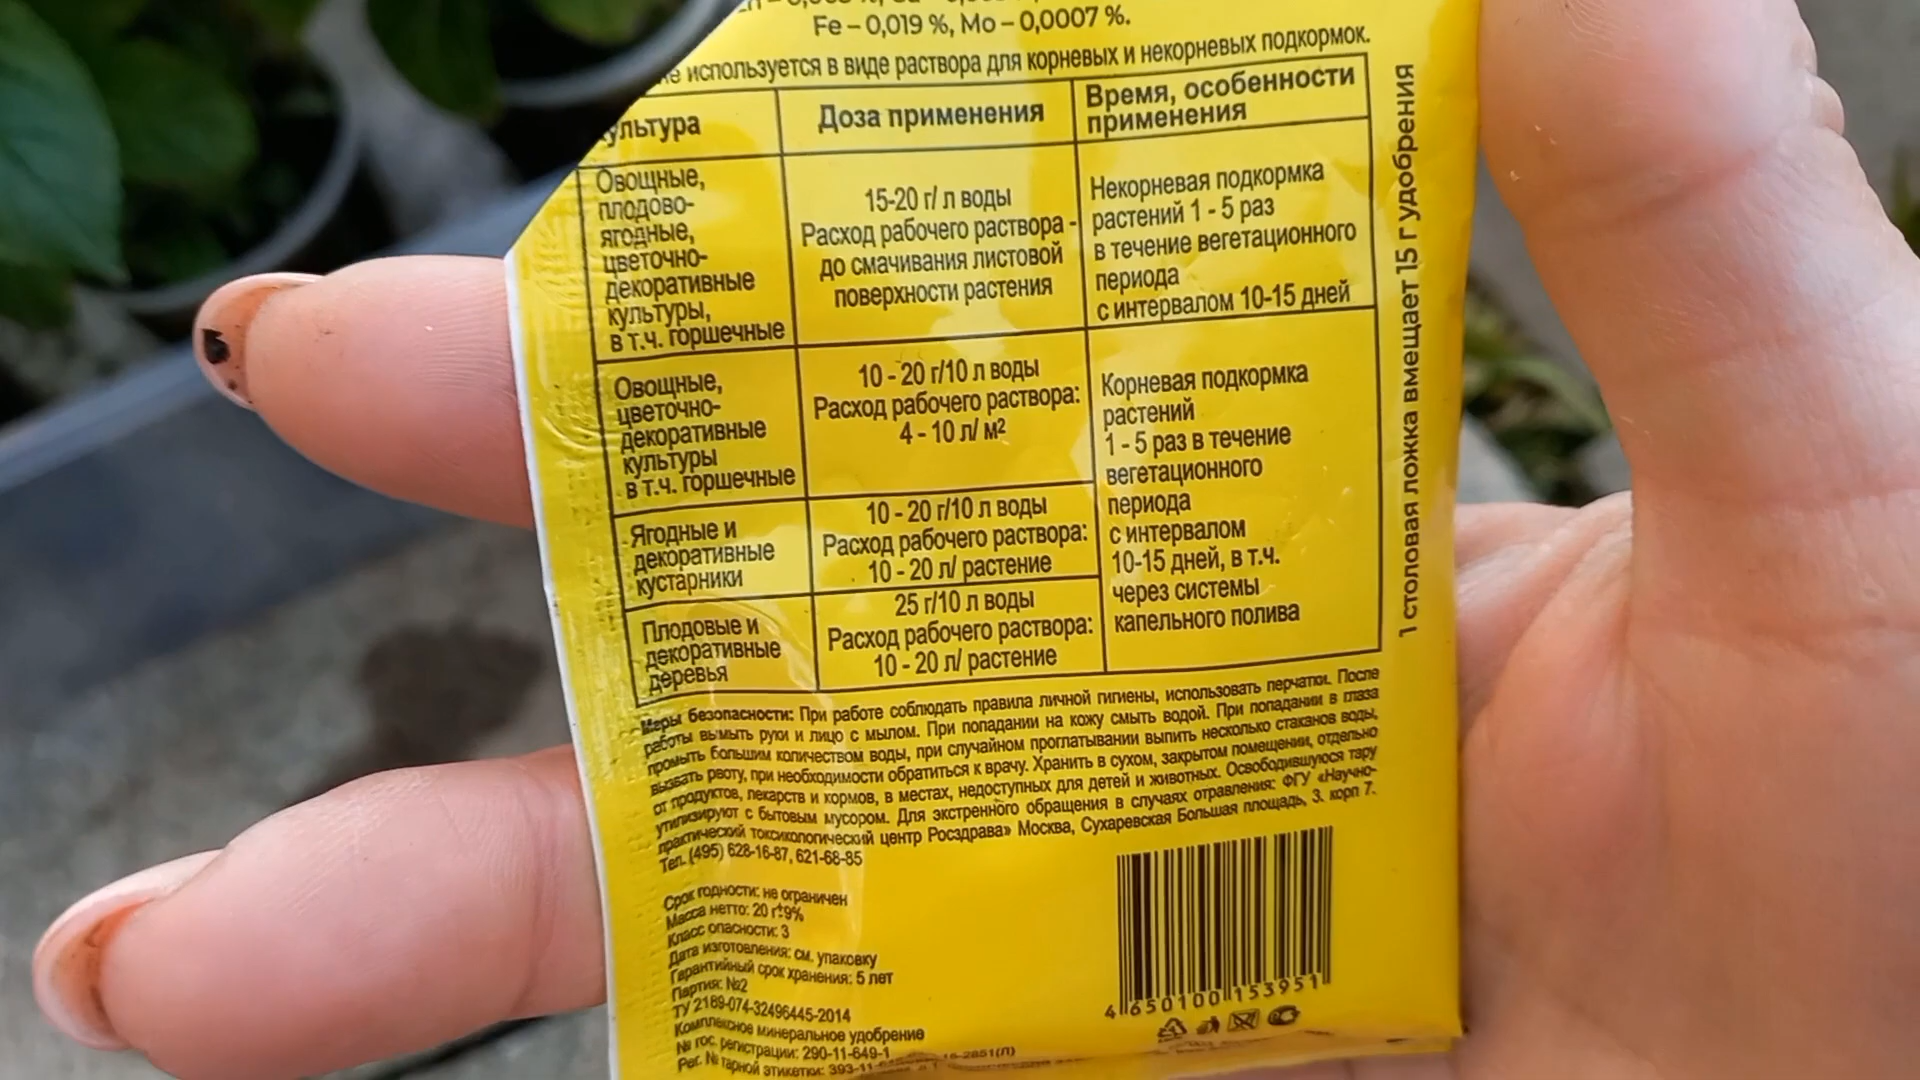 Fe – 0,019 %, Mo – 0,0007 %.
используется в виде раствора для корневых и некорневых подкормок.
ультура
Доза применения
Время, особенности
применения
Овощные,
плодово-
ягодные,
цветочно-
декоративные
культуры,
в т.ч. горшечные
15-20 г/ л воды
Расход рабочего раствора -
до смачивания листовой
поверхности растения
Некорневая подкормка
растений 1 - 5 раз
в течение вегетационного
периода
с интервалом 10-15 дней
Овощные,
цветочно-
декоративные
культуры
в т.ч. горшечные
10 - 20 г/10 л воды
Расход рабочего раствора:
4 - 10 л/ м²
Корневая подкормка
растений
1 - 5 раз в течение
вегетационного
периода
с интервалом
10-15 дней, в т.ч.
через системы
капельного полива
Ягодные и
декоративные
кустарники
10 - 20 г/10 л воды
Расход рабочего раствора:
10 - 20 л/ растение
Плодовые и
декоративные
деревья
25 г/10 л воды
Расход рабочего раствора:
10 - 20 л/ растение
1 столовая ложка вмещает 15 г удобрения
Меры безопасности: При работе соблюдать правила личной гигиены, использовать перчатки. После
работы вымыть руки и лицо с мылом. При попадании на кожу смыть водой. При попадании в глаза
промыть большим количеством воды, при случайном проглатывании выпить несколько стаканов воды,
вызвать рвоту, при необходимости обратиться к врачу. Хранить в сухом, закрытом помещении, отдельно
от продуктов, лекарств и кормов, в местах, недоступных для детей и животных. Освободившуюся тару
утилизируют с бытовым мусором. Для экстренного обращения в случаях отравления: ФГУ «Научно-
практический токсикологический центр Росздрава» Москва, Сухаревская Большая площадь, 3. корп 7.
Тел. (495) 628-16-87, 621-68-85
Срок годности: не ограничен
Масса нетто: 20 г±9%
Класс опасности: 3
Дата изготовления: см. упаковку
Гарантийный срок хранения: 5 лет
Партия: №2
ТУ 2189-074-32496445-2014
Комплексное минеральное удобрение
№ гос. регистрации: 290-11-649-1
Рег. № тарной этикетки: 393-11-
4 650100 153951